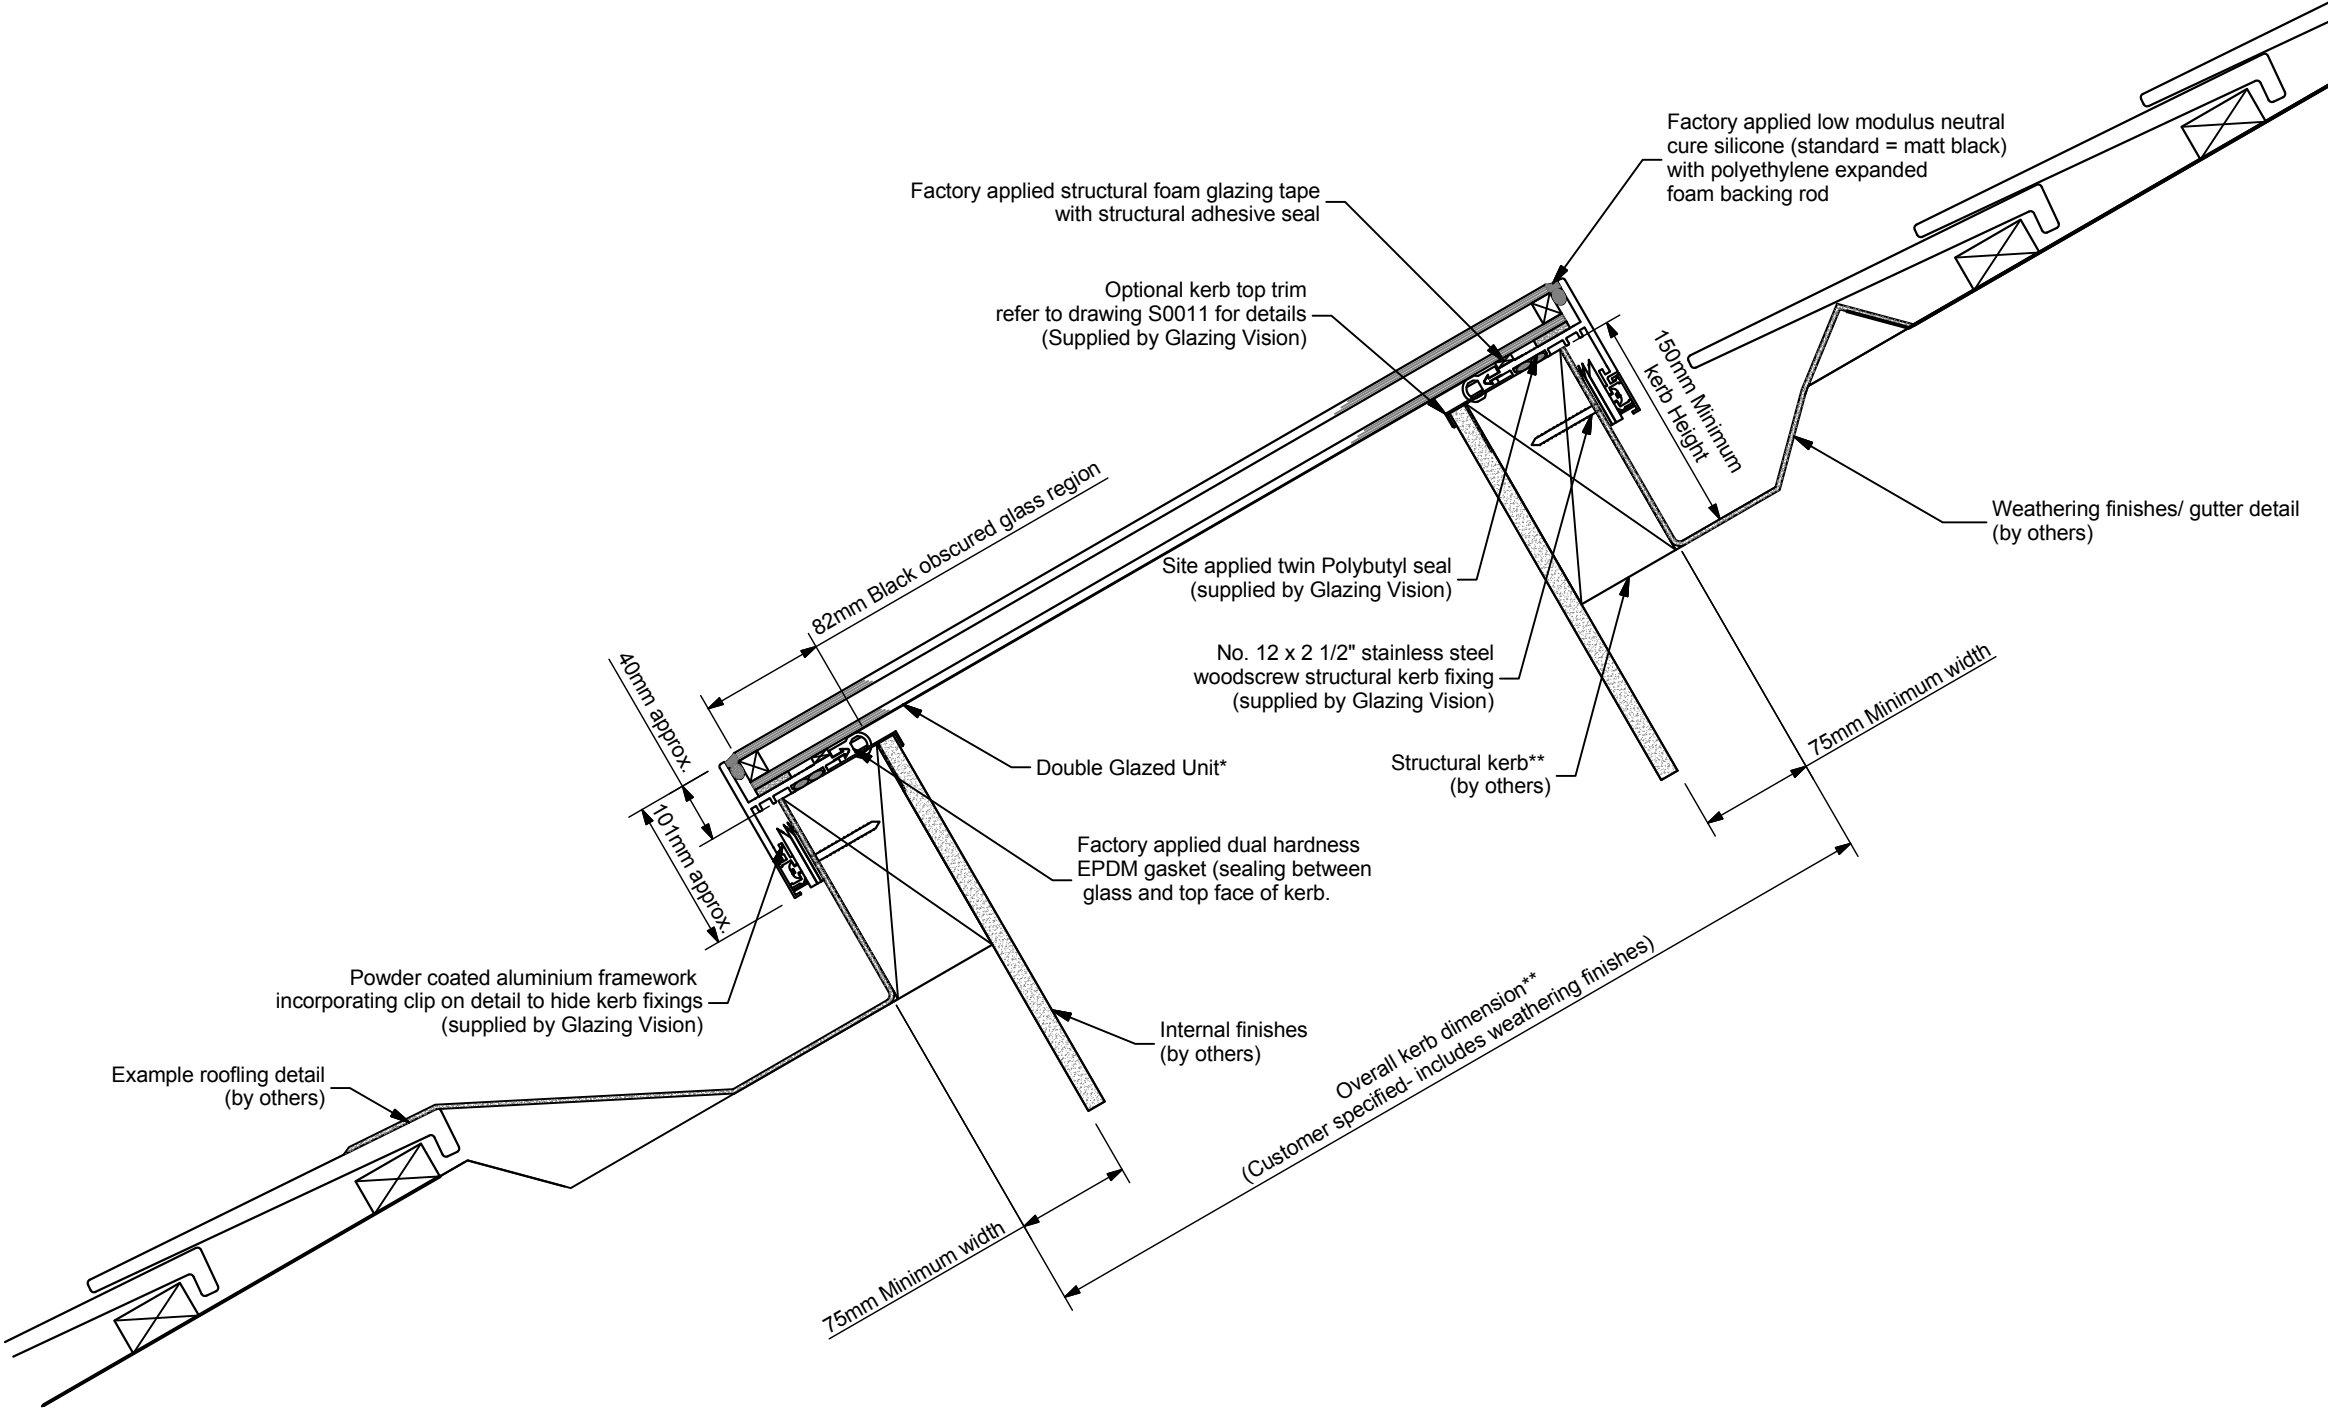 Factory applied low modulus neutral
cure silicone (standard = matt black)
with polyethylene expanded
foam backing rod
Factory applied structural foam glazing tape
with structural adhesive seal
Optional kerb top trim
refer to drawing S0011 for details
(Supplied by Glazing Vision)
150mm Minimum
kerb Height
Weathering finishes/ gutter detail
(by others)
82mm Black obscured glass region
Site applied twin Polybutyl seal
(supplied by Glazing Vision)
No. 12 x 2 1/2" stainless steel
woodscrew structural kerb fixing
(supplied by Glazing Vision)
40mm approx.
75mm Minimum width
Structural kerb**
(by others)
Double Glazed Unit*
101mm approx.
Factory applied dual hardness
EPDM gasket (sealing between
glass and top face of kerb.
Powder coated aluminium framework
incorporating clip on detail to hide kerb fixings
(supplied by Glazing Vision)
Internal finishes
(by others)
Overall kerb dimension**
(Customer specified- includes weathering finishes)
Example roofling detail
(by others)
75mm Minimum width